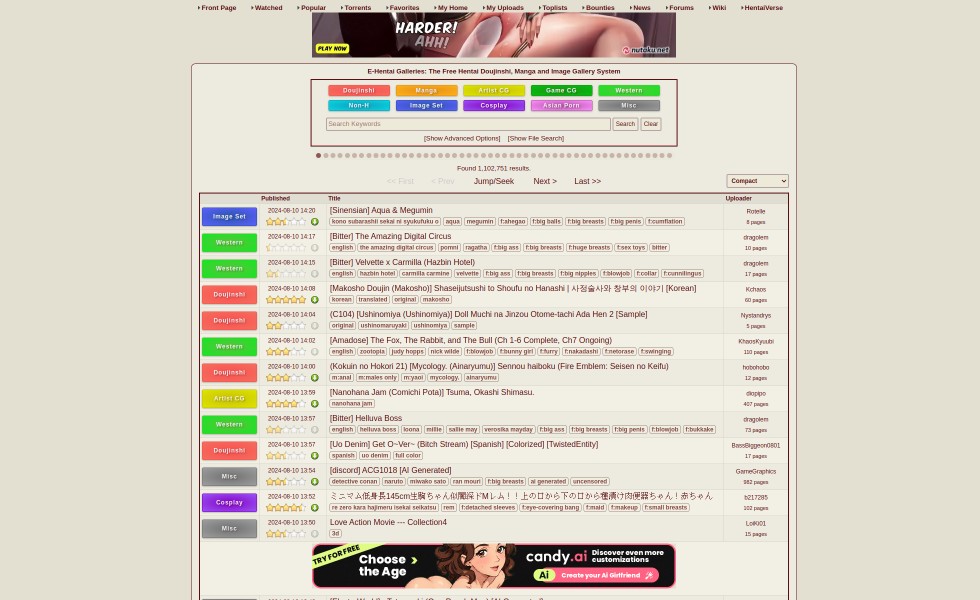 Front Page Watched Popular Torrents Favorites My Home My Uploads Toplists Bounties News Forums Wiki HentaiVerse
HARDER!
AHH!
PLAY NOW
nutaku.net
E-Hentai Galleries: The Free Hentai Doujinshi, Manga and Image Gallery System
Doujinshi Manga Artist CG Game CG Western
Non-H Image Set Cosplay Asian Porn Misc
Search Keywords Search Clear
[Show Advanced Options] [Show File Search]
Found 1,102,751 results.
<< First < Prev Jump/Seek Next > Last >> Compact
Published Title Uploader
Image Set 2024-08-10 14:20 [Sinensian] Aqua & Megumin Rotelle
kono subarashii sekai ni syukufuku o aqua megumin f:ahegao f:big balls f:big breasts f:big penis f:cumflation 8 pages
Western 2024-08-10 14:17 [Bitter] The Amazing Digital Circus dragolem
english the amazing digital circus pomni ragatha f:big ass f:big breasts f:huge breasts f:sex toys bitter 10 pages
Western 2024-08-10 14:15 [Bitter] Velvette x Carmilla (Hazbin Hotel) dragolem
english hazbin hotel carmilla carmine velvette f:big ass f:big breasts f:big nipples f:blowjob f:collar f:cunnilingus 17 pages
Doujinshi 2024-08-10 14:08 [Makosho Doujin (Makosho)] Shaseijutsushi to Shoufu no Hanashi | 사정술사와 창부의 이야기 [Korean] Kchaos
korean translated original makosho 60 pages
Doujinshi 2024-08-10 14:04 (C104) [Ushinomiya (Ushinomiya)] Doll Muchi na Jinzou Otome-tachi Ada Hen 2 [Sample] Nystandrys
original ushinomaruyaki ushinomiya sample 5 pages
Western 2024-08-10 14:02 [Amadose] The Fox, The Rabbit, and The Bull (Ch 1-6 Complete, Ch7 Ongoing) KhaosKyuubi
english zootopia judy hopps nick wilde f:blowjob f:bunny girl f:furry f:nakadashi f:netorase f:swinging 110 pages
Doujinshi 2024-08-10 14:00 (Kokuin no Hokori 21) [Mycology. (Ainaryumu)] Sennou haiboku (Fire Emblem: Seisen no Keifu) hobohobo
m:anal m:males only m:yaoi mycology. ainaryumu 12 pages
Artist CG 2024-08-10 13:59 [Nanohana Jam (Comichi Pota)] Tsuma, Okashi Shimasu. diopipo
nanohana jam 407 pages
Western 2024-08-10 13:57 [Bitter] Helluva Boss dragolem
english helluva boss loona millie sallie may verosika mayday f:big ass f:big breasts f:big penis f:blowjob f:bukkake 73 pages
Doujinshi 2024-08-10 13:57 [Uo Denim] Get O~Ver~ (Bitch Stream) [Spanish] [Colorized] [TwistedEntity] BassBiggeon0801
spanish uo denim full color 17 pages
Misc 2024-08-10 13:54 [discord] ACG1018 [AI Generated] GameGraphics
detective conan naruto miwako sato ran mouri f:big breasts ai generated uncensored 962 pages
Cosplay 2024-08-10 13:52 ミニマム低身長145cm生駒ちゃん似闇深ドMレム！！上の口から下の口から種漬け肉便器ちゃん！赤ちゃん b217285
re zero kara hajimeru isekai seikatsu rem f:detached sleeves f:eye-covering bang f:maid f:makeup f:small breasts 102 pages
Misc 2024-08-10 13:50 Love Action Movie --- Collection4 LoiKi01
3d 15 pages
TRY FOR FREE Choose the Age candy.ai Discover even more customizations
Ai Create your AI Girlfriend